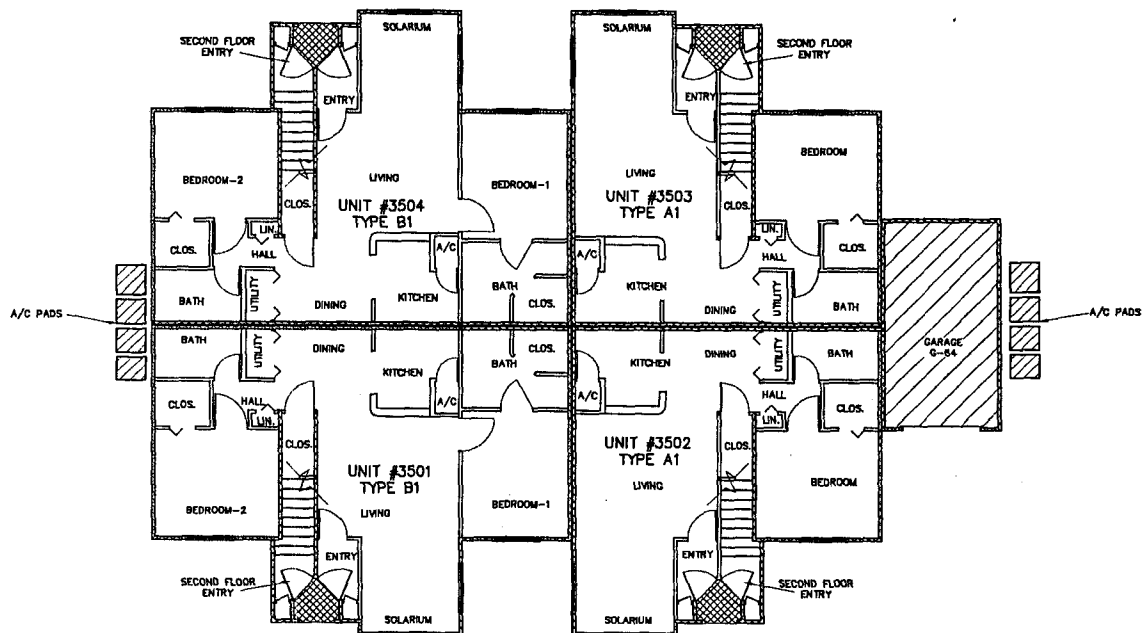 SOLARIUM
SOLARIUM
SECOND FLOOR
ENTRY
SECOND FLOOR
ENTRY
ENTRY
ENTRY
BEDROOM-2
LIVING
BEDROOM-1
LIVING
BEDROOM
UNIT #3504
TYPE B1
UNIT #3503
TYPE A1
CLOS.
CLOS.
LIN.
LIN.
CLOS.
HALL
A/C
A/C
HALL
CLOS.
BATH
UTILITY
DINING
KITCHEN
BATH
CLOS.
KITCHEN
DINING
UTILITY
BATH
A/C PADS
A/C PADS
GARAGE
G-64
BATH
UTILITY
DINING
KITCHEN
BATH
CLOS.
KITCHEN
DINING
UTILITY
BATH
CLOS.
HALL
LIN.
A/C
A/C
HALL
LIN.
CLOS.
CLOS.
CLOS.
UNIT #3501
TYPE B1
UNIT #3502
TYPE A1
BEDROOM-2
LIVING
BEDROOM-1
LIVING
BEDROOM
ENTRY
ENTRY
SECOND FLOOR
ENTRY
SECOND FLOOR
ENTRY
SOLARIUM
SOLARIUM